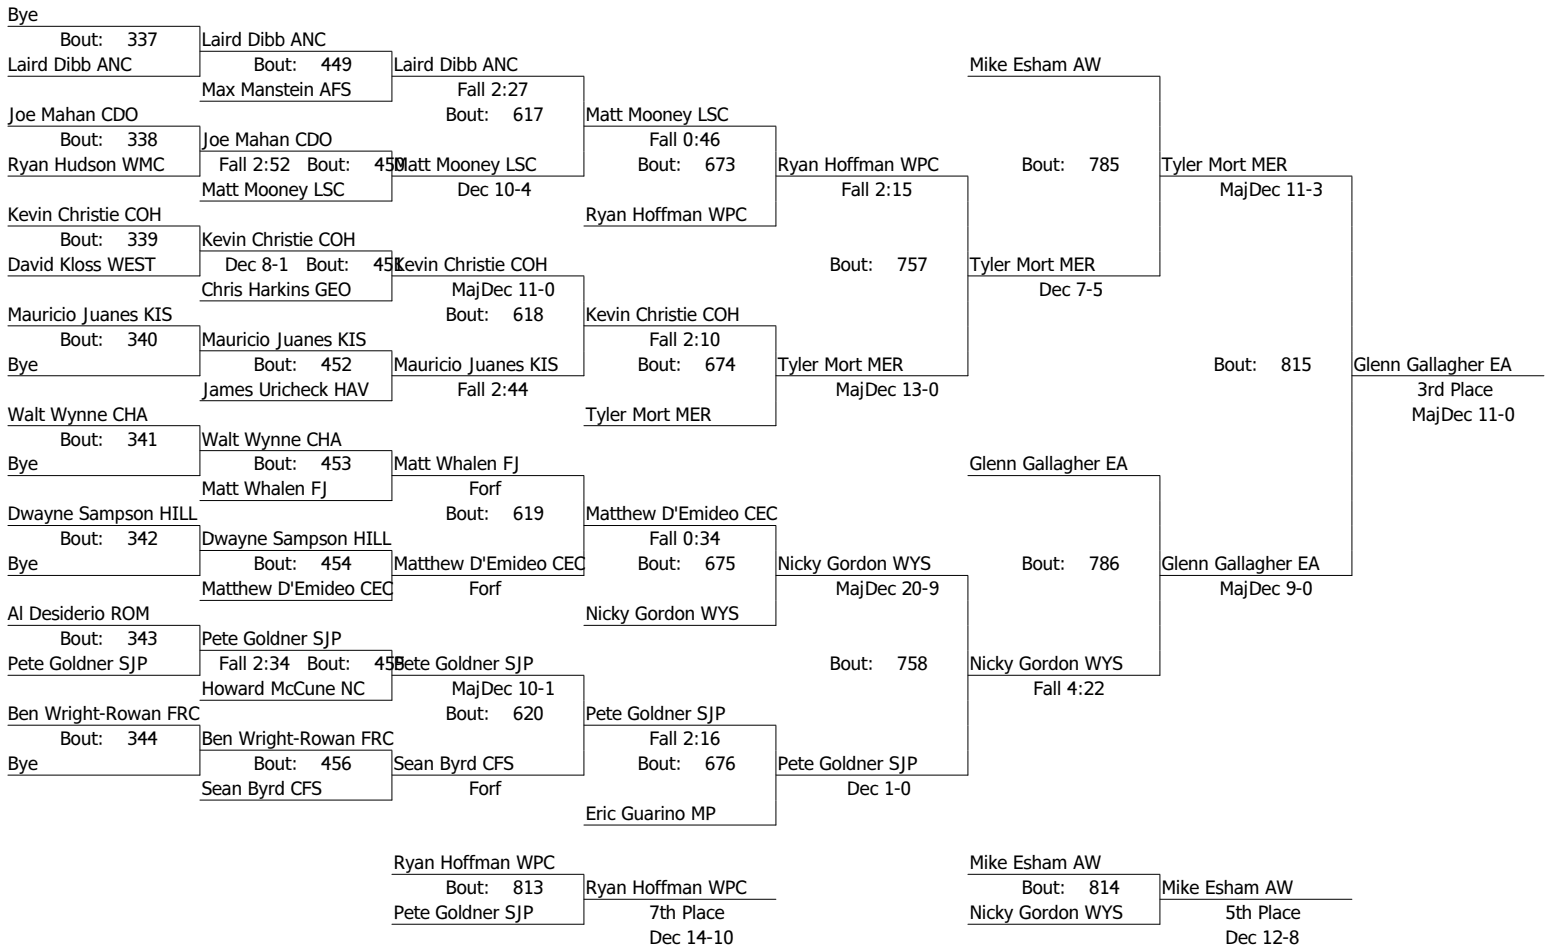 Bye
Bout: 337
Laird Dibb ANC
Joe Mahan CDO
Bout: 338
Ryan Hudson WMC
Kevin Christie COH
Bout: 339
David Kloss WEST
Mauricio Juanes KIS
Bout: 340
Bye
Walt Wynne CHA
Bout: 341
Bye
Dwayne Sampson HILL
Bout: 342
Bye
Al Desiderio ROM
Bout: 343
Pete Goldner SJP
Ben Wright-Rowan FRC
Bout: 344
Bye
Laird Dibb ANC
Bout: 449
Max Manstein AFS
Joe Mahan CDO
Fall 2:52 Bout: 450
Matt Mooney LSC
Kevin Christie COH
Dec 8-1 Bout: 451
Chris Harkins GEO
Mauricio Juanes KIS
Bout: 452
James Uricheck HAV
Walt Wynne CHA
Bout: 453
Matt Whalen FJ
Dwayne Sampson HILL
Bout: 454
Matthew D'Emideo CEC
Pete Goldner SJP
Fall 2:34 Bout: 455
Howard McCune NC
Ben Wright-Rowan FRC
Bout: 456
Sean Byrd CFS
Laird Dibb ANC
Fall 2:27
Bout: 617
Matt Mooney LSC
Dec 10-4
Kevin Christie COH
MajDec 11-0
Bout: 618
Mauricio Juanes KIS
Fall 2:44
Matt Whalen FJ
Forf
Bout: 619
Matthew D'Emideo CEC
Forf
Pete Goldner SJP
MajDec 10-1
Bout: 620
Sean Byrd CFS
Forf
Matt Mooney LSC
Fall 0:46
Bout: 673
Ryan Hoffman WPC
Kevin Christie COH
Fall 2:10
Bout: 674
Tyler Mort MER
Matthew D'Emideo CEC
Fall 0:34
Bout: 675
Nicky Gordon WYS
Pete Goldner SJP
Fall 2:16
Bout: 676
Eric Guarino MP
Ryan Hoffman WPC
Fall 2:15
Bout: 757
Tyler Mort MER
MajDec 13-0
Nicky Gordon WYS
MajDec 20-9
Bout: 758
Pete Goldner SJP
Dec 1-0
Mike Esham AW
Bout: 785
Tyler Mort MER
Dec 7-5
Glenn Gallagher EA
Bout: 786
Nicky Gordon WYS
Fall 4:22
Tyler Mort MER
MajDec 11-3
Bout: 815
Glenn Gallagher EA
MajDec 9-0
Glenn Gallagher EA
3rd Place
MajDec 11-0
Ryan Hoffman WPC
Bout: 813
Pete Goldner SJP
Ryan Hoffman WPC
7th Place
Dec 14-10
Mike Esham AW
Bout: 814
Nicky Gordon WYS
Mike Esham AW
5th Place
Dec 12-8